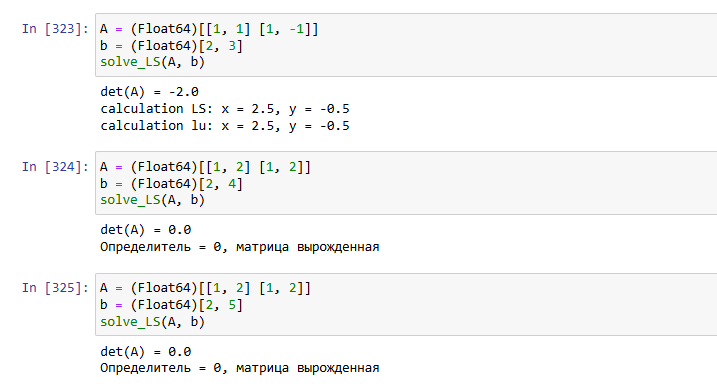 In [323]: A = (Float64)[[1, 1] [1, -1]]
b = (Float64)[2, 3]
solve_LS(A, b)
det(A) = -2.0
calculation LS: x = 2.5, y = -0.5
calculation lu: x = 2.5, y = -0.5
In [324]: A = (Float64)[[1, 2] [1, 2]]
b = (Float64)[2, 4]
solve_LS(A, b)
det(A) = 0.0
Определитель = 0, матрица вырожденная
In [325]: A = (Float64)[[1, 2] [1, 2]]
b = (Float64)[2, 5]
solve_LS(A, b)
det(A) = 0.0
Определитель = 0, матрица вырожденная